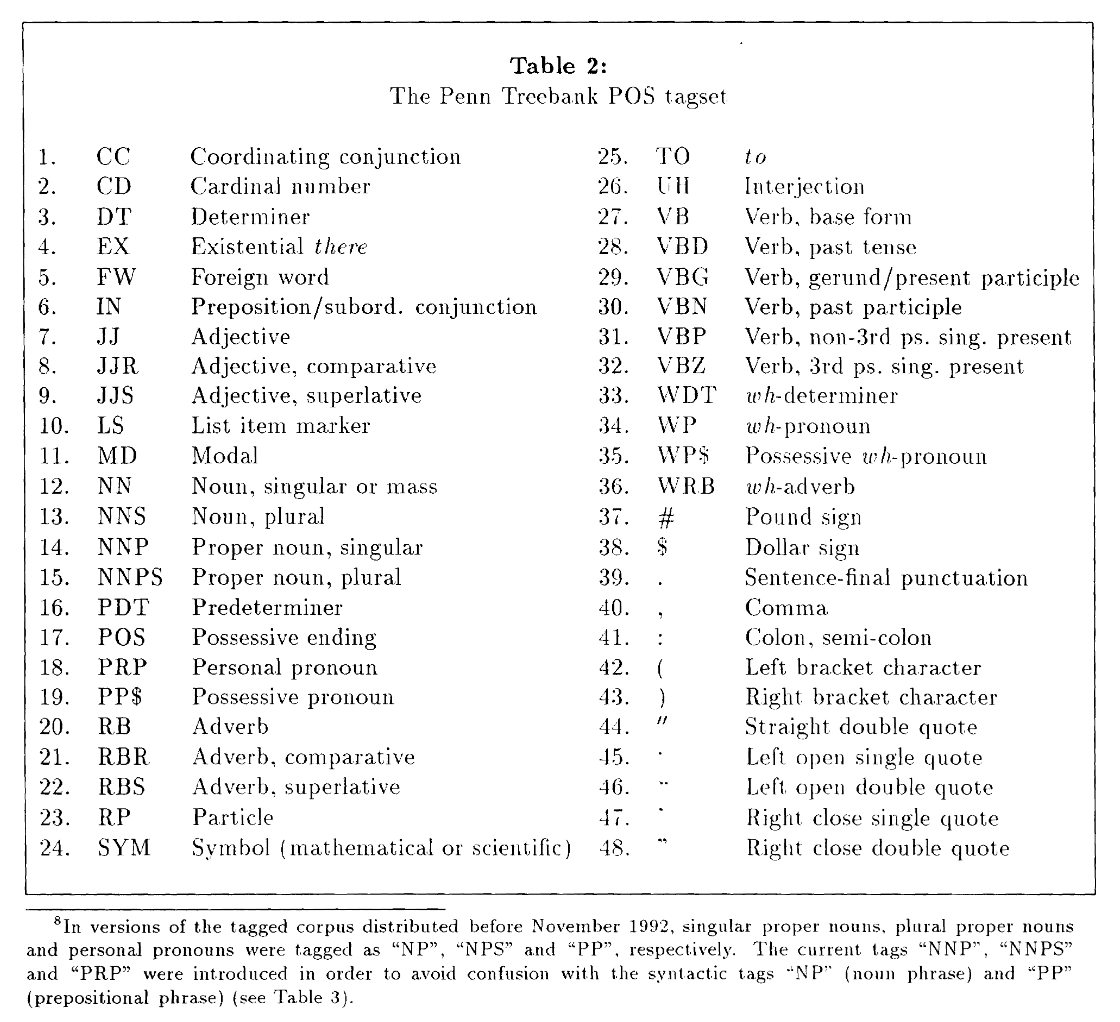 Table 2:
The Penn Treebank POS tagset
1. CC Coordinating conjunction
2. CD Cardinal number
3. DT Determiner
4. EX Existential there
5. FW Foreign word
6. IN Preposition/subord. conjunction
7. JJ Adjective
8. JJR Adjective, comparative
9. JJS Adjective, superlative
10. LS List item marker
11. MD Modal
12. NN Noun, singular or mass
13. NNS Noun, plural
14. NNP Proper noun, singular
15. NNPS Proper noun, plural
16. PDT Predeterminer
17. POS Possessive ending
18. PRP Personal pronoun
19. PP$ Possessive pronoun
20. RB Adverb
21. RBR Adverb, comparative
22. RBS Adverb, superlative
23. RP Particle
24. SYM Symbol (mathematical or scientific)
25. TO to
26. UH Interjection
27. VB Verb, base form
28. VBD Verb, past tense
29. VBG Verb, gerund/present participle
30. VBN Verb, past participle
31. VBP Verb, non-3rd ps. sing. present
32. VBZ Verb, 3rd ps. sing. present
33. WDT wh-determiner
34. WP wh-pronoun
35. WP$ Possessive wh-pronoun
36. WRB wh-adverb
37. # Pound sign
38. $ Dollar sign
39. . Sentence-final punctuation
40. , Comma
41. : Colon, semi-colon
42. ( Left bracket character
43. ) Right bracket character
44. " Straight double quote
45. ‘ Left open single quote
46. “ Left open double quote
47. ’ Right close single quote
48. ” Right close double quote
8In versions of the tagged corpus distributed before November 1992, singular proper nouns, plural proper nouns
and personal pronouns were tagged as “NP”, “NPS” and “PP”, respectively. The current tags “NNP”, “NNPS”
and “PRP” were introduced in order to avoid confusion with the syntactic tags “NP” (noun phrase) and “PP”
(prepositional phrase) (see Table 3).